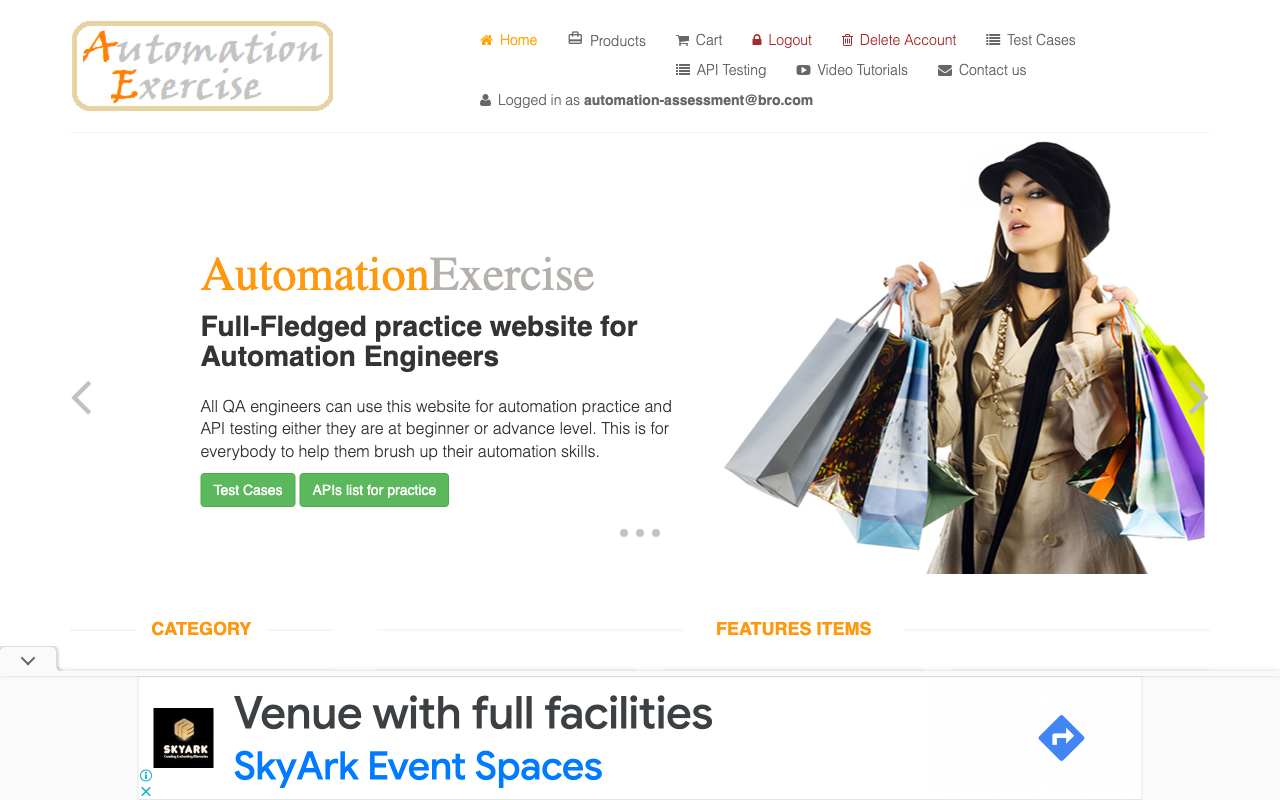 Automation
Exercise
Home Products Cart Logout Delete Account Test Cases
API Testing Video Tutorials Contact us
Logged in as automation-assessment@bro.com
AutomationExercise
Full-Fledged practice website for
Automation Engineers
All QA engineers can use this website for automation practice and
API testing either they are at beginner or advance level. This is for
everybody to help them brush up their automation skills.
Test Cases APIs list for practice
CATEGORY FEATURES ITEMS
Venue with full facilities
SKYARK
SkyArk Event Spaces